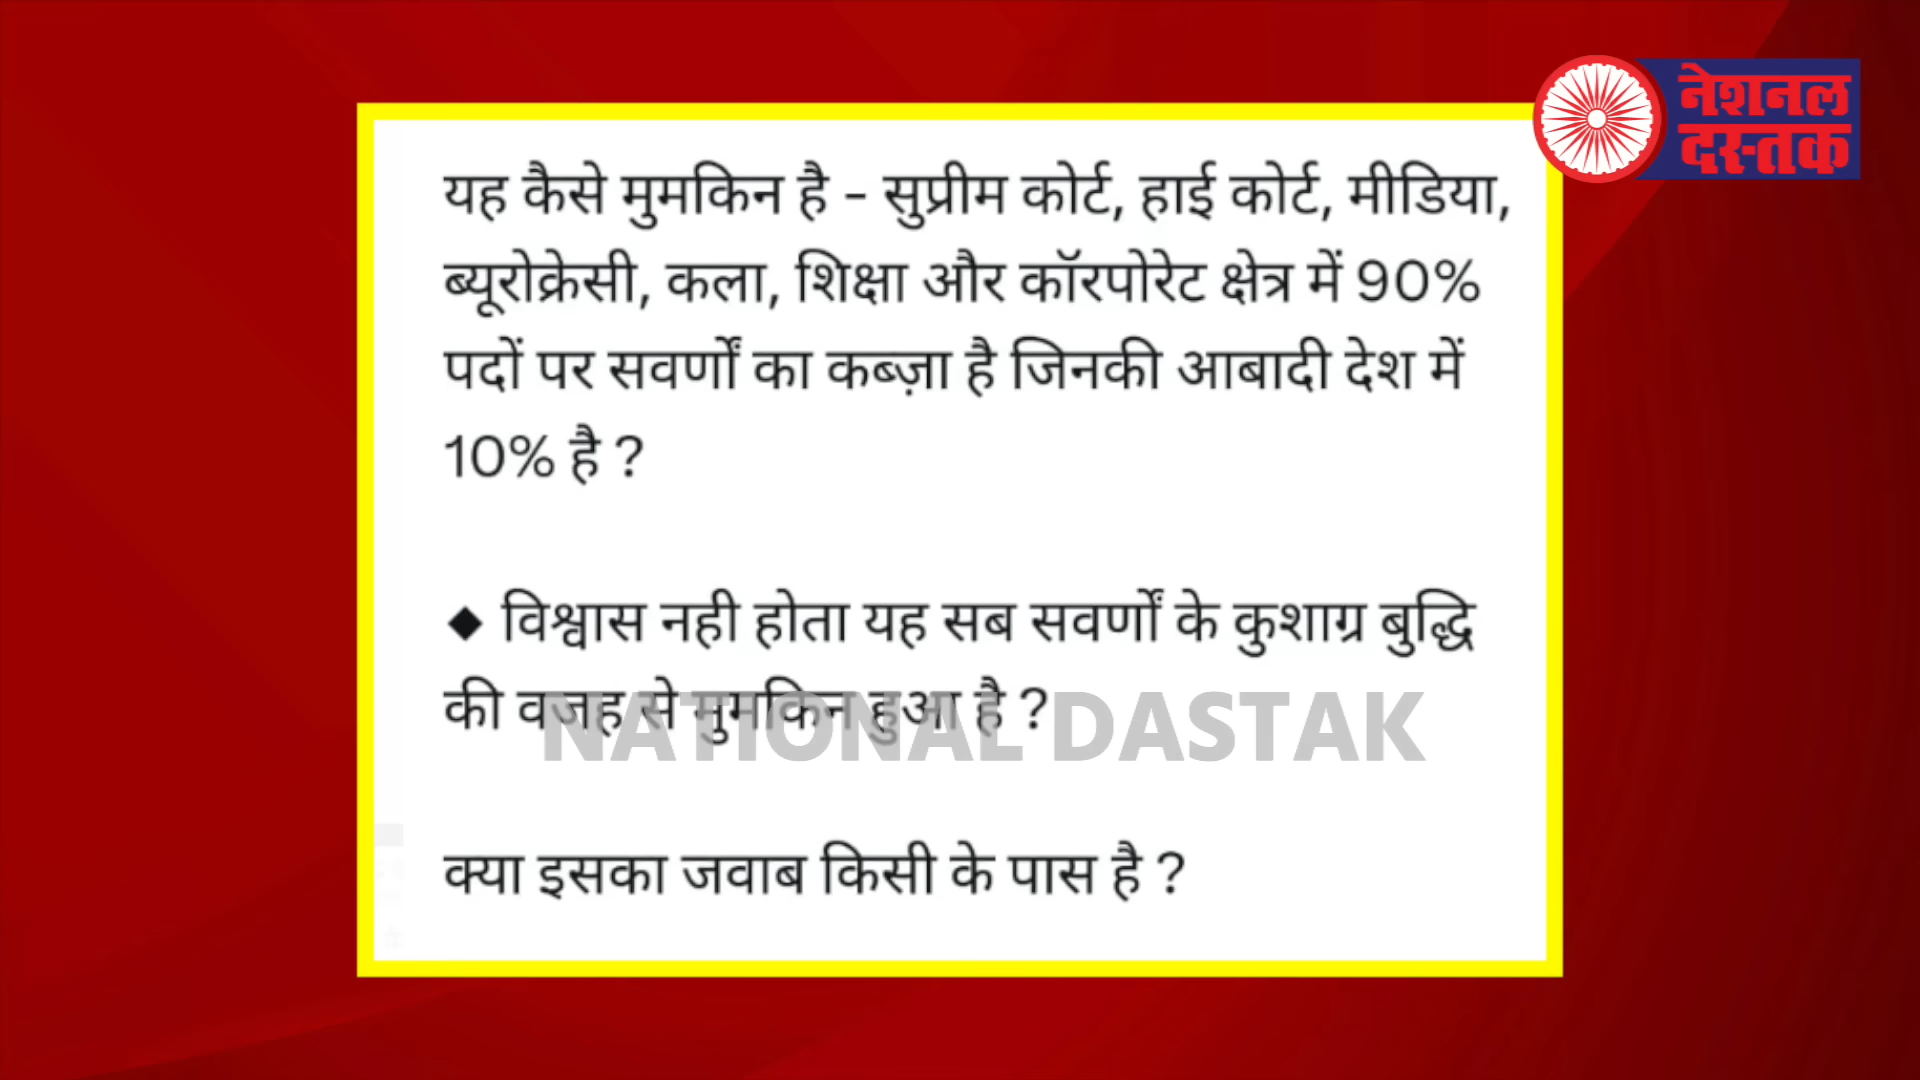 नेशनल
दस्तक
यह कैसे मुमकिन है - सुप्रीम कोर्ट, हाई कोर्ट, मीडिया,
ब्यूरोक्रेसी, कला, शिक्षा और कॉरपोरेट क्षेत्र में 90%
पदों पर सवर्णों का कब्ज़ा है जिनकी आबादी देश में
10% है ?
◆ विश्वास नही होता यह सब सवर्णों के कुशाग्र बुद्धि
की वजह से मुमकिन हुआ है ?
NATIONAL DASTAK
क्या इसका जवाब किसी के पास है ?